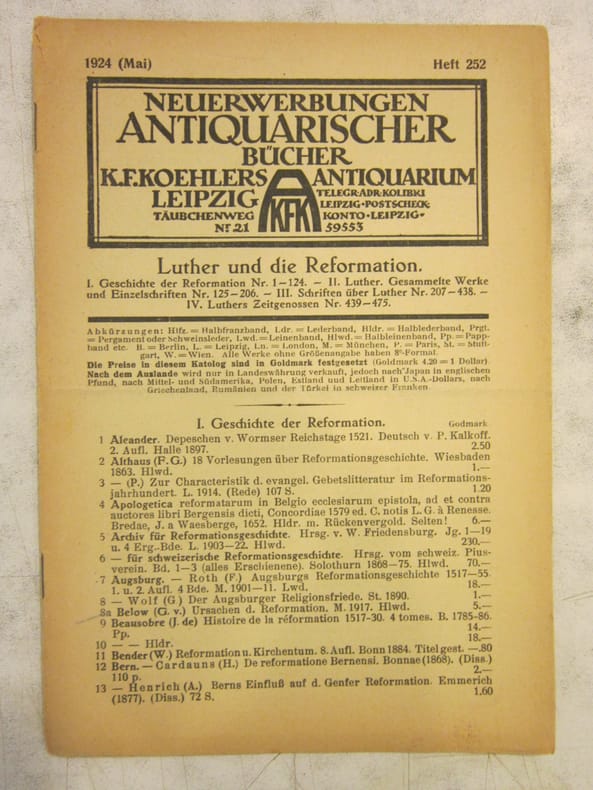 1924 (Mai) Heft 252
NEUERWERBUNGEN
ANTIQUARISCHER
BÜCHER
K.F.KOEHLERS ANTIQUARIUM
LEIPZIG TELEGR:ADR:KOLIBRI
TÄUBCHENWEG LEIPZIG·POSTSCHECK:
Nr. 21 KONTO·LEIPZIG·
59553
A
KFK
Luther und die Reformation.
I. Geschichte der Reformation Nr. 1–124. – II. Luther. Gesammelte Werke
und Einzelschriften Nr. 125–206. – III. Schriften über Luther Nr. 207–438. –
IV. Luthers Zeitgenossen Nr. 439–475.
Abkürzungen: Hlfz. = Halbfranzband, Ldr. = Lederband, Hldr. = Halblederband, Prgt.
= Pergament oder Schweinsleder, Lwd. = Leinenband, Hlwd. = Halbleinenband, Pp. = Papp-
band etc. B. = Berlin, L. = Leipzig, Ln. = London, M. = München, P. = Paris, St. = Stutt-
gart, W. = Wien. Alle Werke ohne Größenangabe haben 8°-Format.
Die Preise in diesem Katalog sind in Goldmark festgesetzt (Goldmark 4.20 = 1 Dollar).
Nach dem Auslande wird nur in Landeswährung verkauft, jedoch nach Japan in englischen
Pfund, nach Mittel- und Südamerika, Polen, Estland und Lettland in U.S.A.-Dollars, nach
Griechenland, Rumänien und der Türkei in schweizer Franken.
I. Geschichte der Reformation. Godmark
1 Aleander. Depeschen v. Wormser Reichstage 1521. Deutsch v. P. Kalkoff.
2. Aufl. Halle 1897. 2.50
2 Althaus (F. G.) 18 Vorlesungen über Reformationsgeschichte. Wiesbaden
1863. Hlwd. 1.—
3 — (P.) Zur Characteristik d. evangel. Gebetslitteratur im Reformations-
jahrhundert. L. 1914. (Rede) 107 S. 1.20
4 Apologetica reformatarum in Belgio ecclesiarum epistola, ad et contra
auctores libri Bergensis dicti, Concordiae 1579 ed. C. notis L. G. à Renesse.
Bredae, J. a Waesberge, 1652. Hldr. m. Rückenvergold. Selten! 6.—
5 Archiv für Reformationsgeschichte. Hrsg. v. W. Friedensburg. Jg. 1—19
u. 4 Erg.-Bde. L. 1903—22. Hlwd. 230.—
6 — für schweizerische Reformationsgeschichte. Hrsg. vom schweiz. Pius-
verein. Bd. 1—3 (alles Erschienene). Solothurn 1868—75. Hlwd. 70.—
7 Augsburg. — Roth (F.) Augsburgs Reformationsgeschichte 1517—55.
1. u. 2. Aufl. 4 Bde. M. 1901—11. Lwd. 18.—
8 — Wolf (G.) Der Augsburger Religionsfriede. St. 1890. 1.—
8a Below (G. v.) Ursachen d. Reformation. M. 1917. Hlwd. 5.—
9 Beausobre (J. de) Histoire de la réformation 1517-30. 4 tomes. B. 1785-86.
Pp. 14.—
10 — — Hldr. 18.—
11 Bender (W.) Reformation u. Kirchentum. 8. Aufl. Bonn 1884. Titel gest. —.80
12 Bern. — Cardauns (H.) De reformatione Bernensi. Bonnae (1868). (Diss.)
110 p. 2.—
13 — Henrich (A.) Berns Einfluß auf d. Genfer Reformation. Emmerich
(1877). (Diss.) 72 S. 1.60